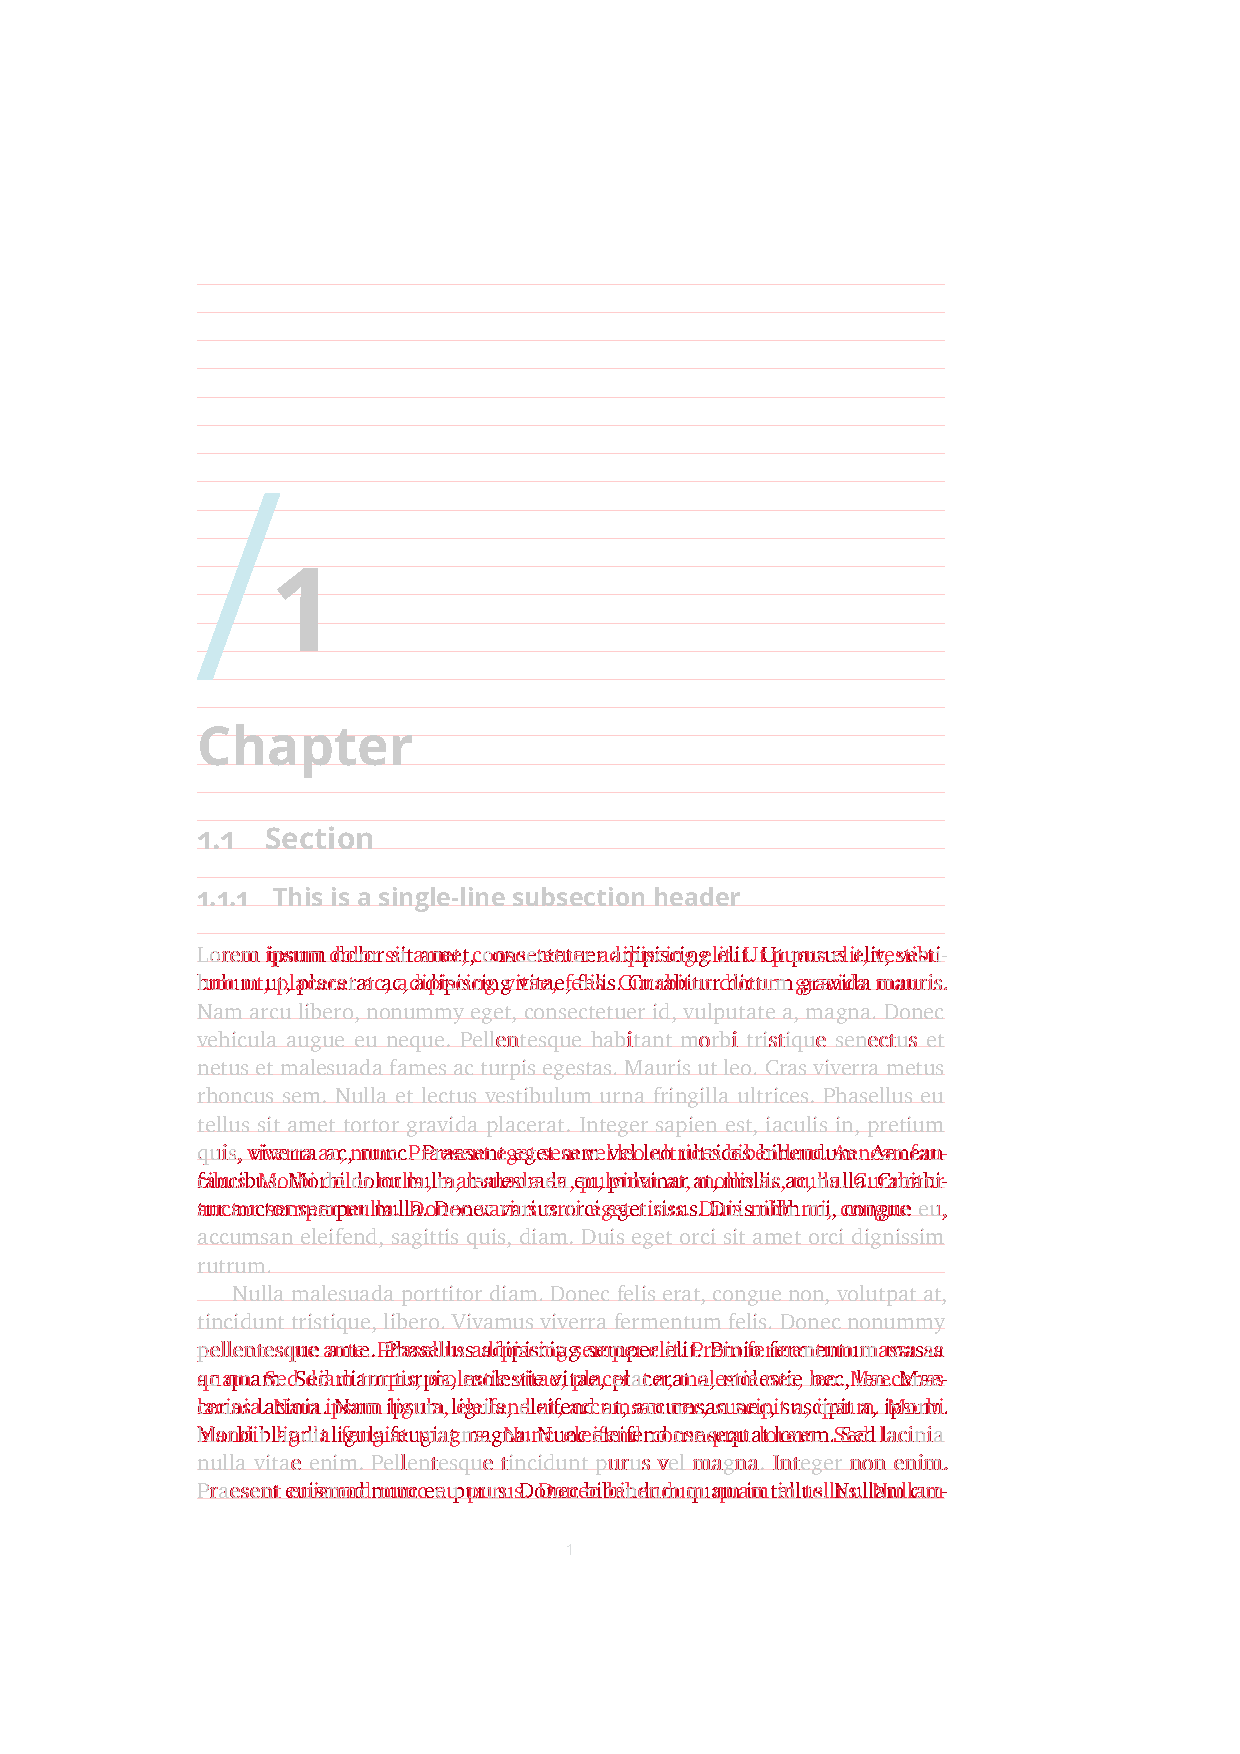 /1
Chapter
1.1 Section
1.1.1 This is a single-line subsection header
Lorem ipsum dolor sit amet, consectetuer adipiscing elit. Ut purus elit, vestibu-
placerat ac, adipiscing vitae, felis. Curabitur dictum gravida mauris.
Nam arcu libero, nonummy eget, consectetuer id, vulputate a, magna. Donec
vehicula augue eu neque. Pellentesque habitant morbi tristique senectus et
netus et malesuada fames ac turpis egestas. Mauris ut leo. Cras viverra metus
rhoncus sem. Nulla et lectus vestibulum urna fringilla ultrices. Phasellus eu
tellus sit amet tortor gravida placerat. Integer sapien est, iaculis in, pretium
quis, viverra ac, nunc. Praesent eget sem vel leo ultrices bibendum. Aenean
faucibus. Morbi dolor nulla, malesuada eu, pulvinar at, mollis ac, nulla. Curabitur
auctor semper nulla. Donec varius orci eget risus. Duis nibh mi, congue eu,
accumsan eleifend, sagittis quis, diam. Duis eget orci sit amet orci dignissim
rutrum.
Nulla malesuada porttitor diam. Donec felis erat, congue non, volutpat at,
tincidunt tristique, libero. Vivamus viverra fermentum felis. Donec nonummy
pellentesque ante. Phasellus adipiscing semper elit. Proin fermentum massa
ac quam. Sed diam turpis, molestie vitae, placerat a, molestie nec, leo. Maecenas
lacinia. Nam ipsum ligula, eleifend at, accumsan nec, suscipit a, ipsum.
Morbi blandit ligula feugiat magna. Nunc eleifend consequat lorem. Sed lacinia
nulla vitae enim. Pellentesque tincidunt purus vel magna. Integer non enim.
Praesent euismod nunc eu purus. Donec bibendum quam in tellus. Nullam cur-
1